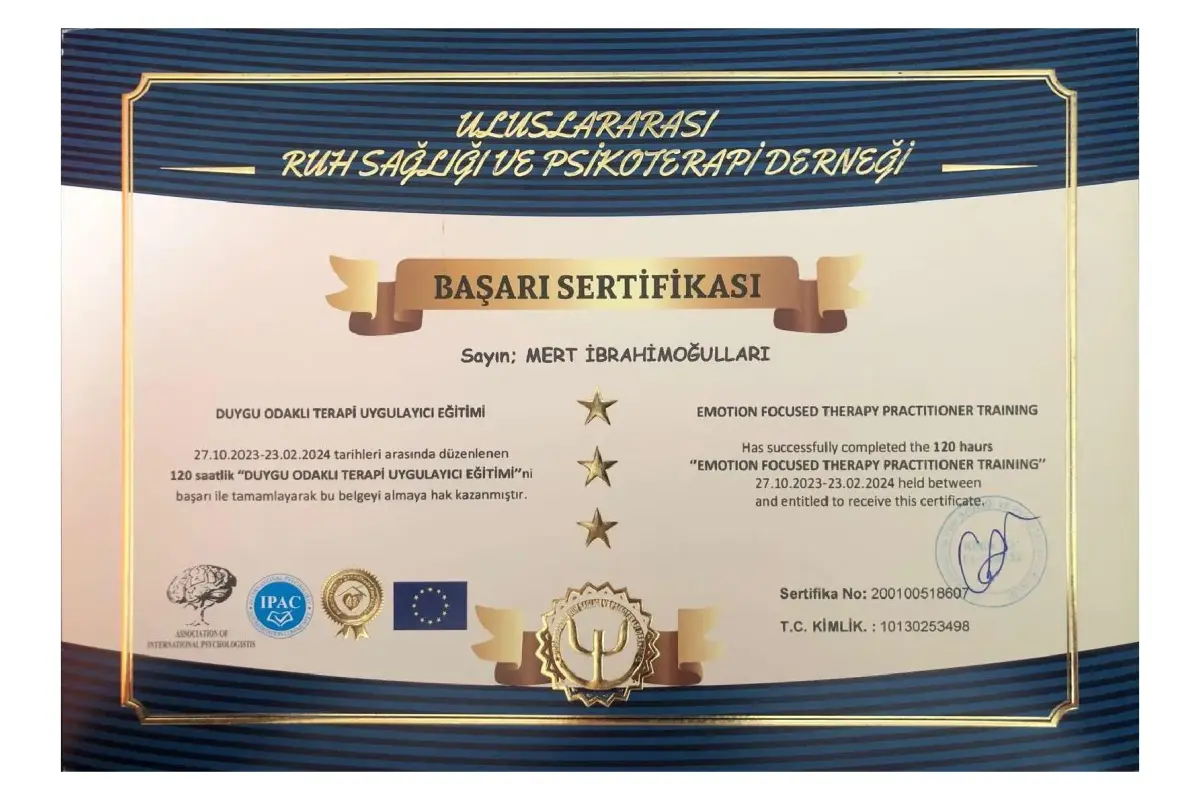 ULUSLARARASI
RUH SAĞLIĞI VE PSİKOTERAPİ DERNEĞİ
BAŞARI SERTİFİKASI
Sayın; MERT İBRAHİMOĞULLARI
DUYGU ODAKLI TERAPİ UYGULAYICI EĞİTİMİ
27.10.2023-23.02.2024 tarihleri arasında düzenlenen
120 saatlik “DUYGU ODAKLI TERAPİ UYGULAYICI EĞİTİMİ”ni
başarı ile tamamlayarak bu belgeyi almaya hak kazanmıştır.
EMOTION FOCUSED THERAPY PRACTITIONER TRAINING
Has successfully completed the 120 haurs
“EMOTION FOCUSED THERAPY PRACTITIONER TRAINING”
27.10.2023-23.02.2024 held between
and entitled to receive this certificate.
ASSOCIATION OF
INTERNATIONAL PSYCHOLOGISTIS
IPAC
Sertifika No: 200100518607
T.C. KİMLİK. : 10130253498